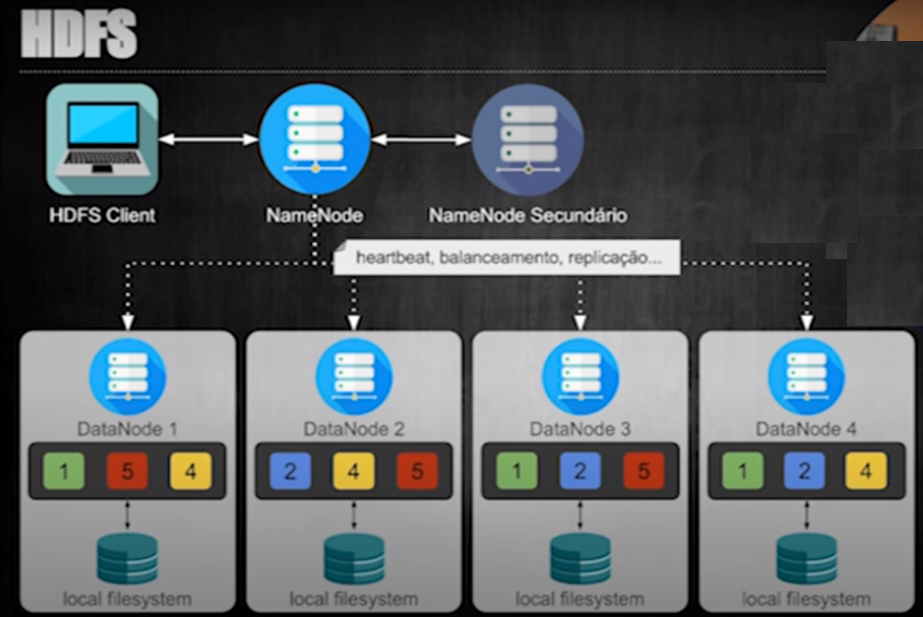 HDFS
HDFS Client
NameNode
NameNode Secundário
heartbeat, balanceamento, replicação...
DataNode 1
1 5 4
local filesystem
DataNode 2
2 4 5
local filesystem
DataNode 3
1 2 5
local filesystem
DataNode 4
1 2 4
local filesystem